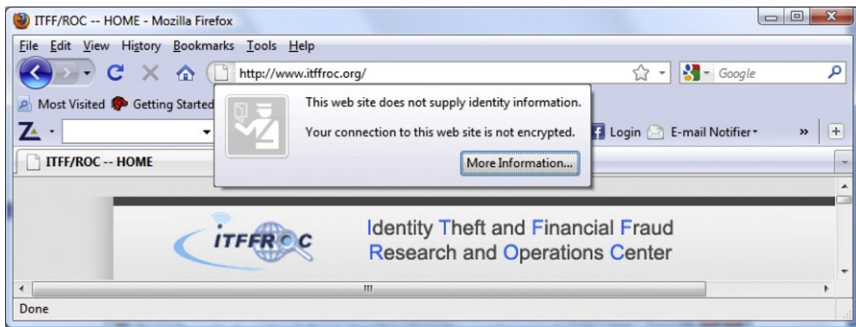 ITFF/ROC -- HOME - Mozilla Firefox
File Edit View History Bookmarks Tools Help
http://www.itffroc.org/
Google
Most Visited Getting Started
This web site does not supply identity information.
Your connection to this web site is not encrypted.
More Information...
Login E-mail Notifier
ITFF/ROC -- HOME
ITFFROC
Identity Theft and Financial Fraud
Research and Operations Center
Done